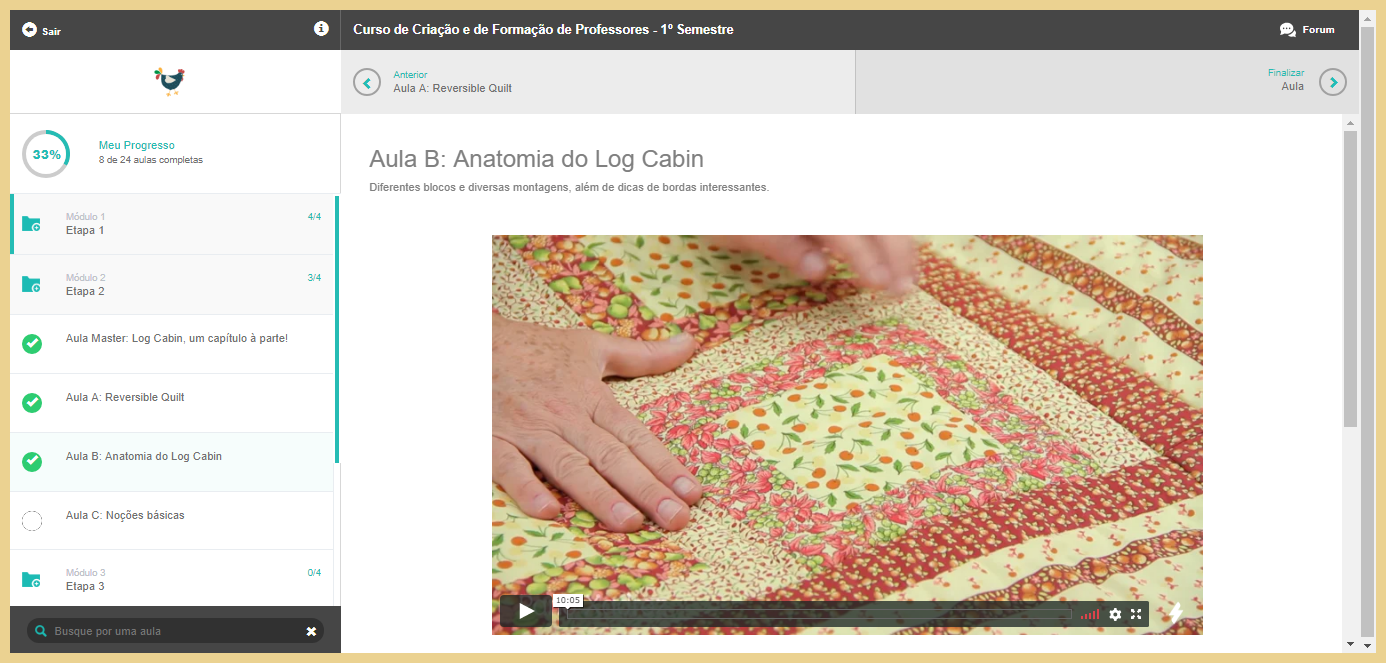 Sair
Curso de Criação e de Formação de Professores - 1º Semestre
Forum
Anterior
Aula A: Reversible Quilt
Finalizar
Aula
33%
Meu Progresso
8 de 24 aulas completas
Módulo 1
4/4
Etapa 1
Módulo 2
3/4
Etapa 2
Aula Master: Log Cabin, um capítulo à parte!
Aula A: Reversible Quilt
Aula B: Anatomia do Log Cabin
Aula C: Noções básicas
Módulo 3
0/4
Etapa 3
Busque por uma aula
Aula B: Anatomia do Log Cabin
Diferentes blocos e diversas montagens, além de dicas de bordas interessantes.
10:05